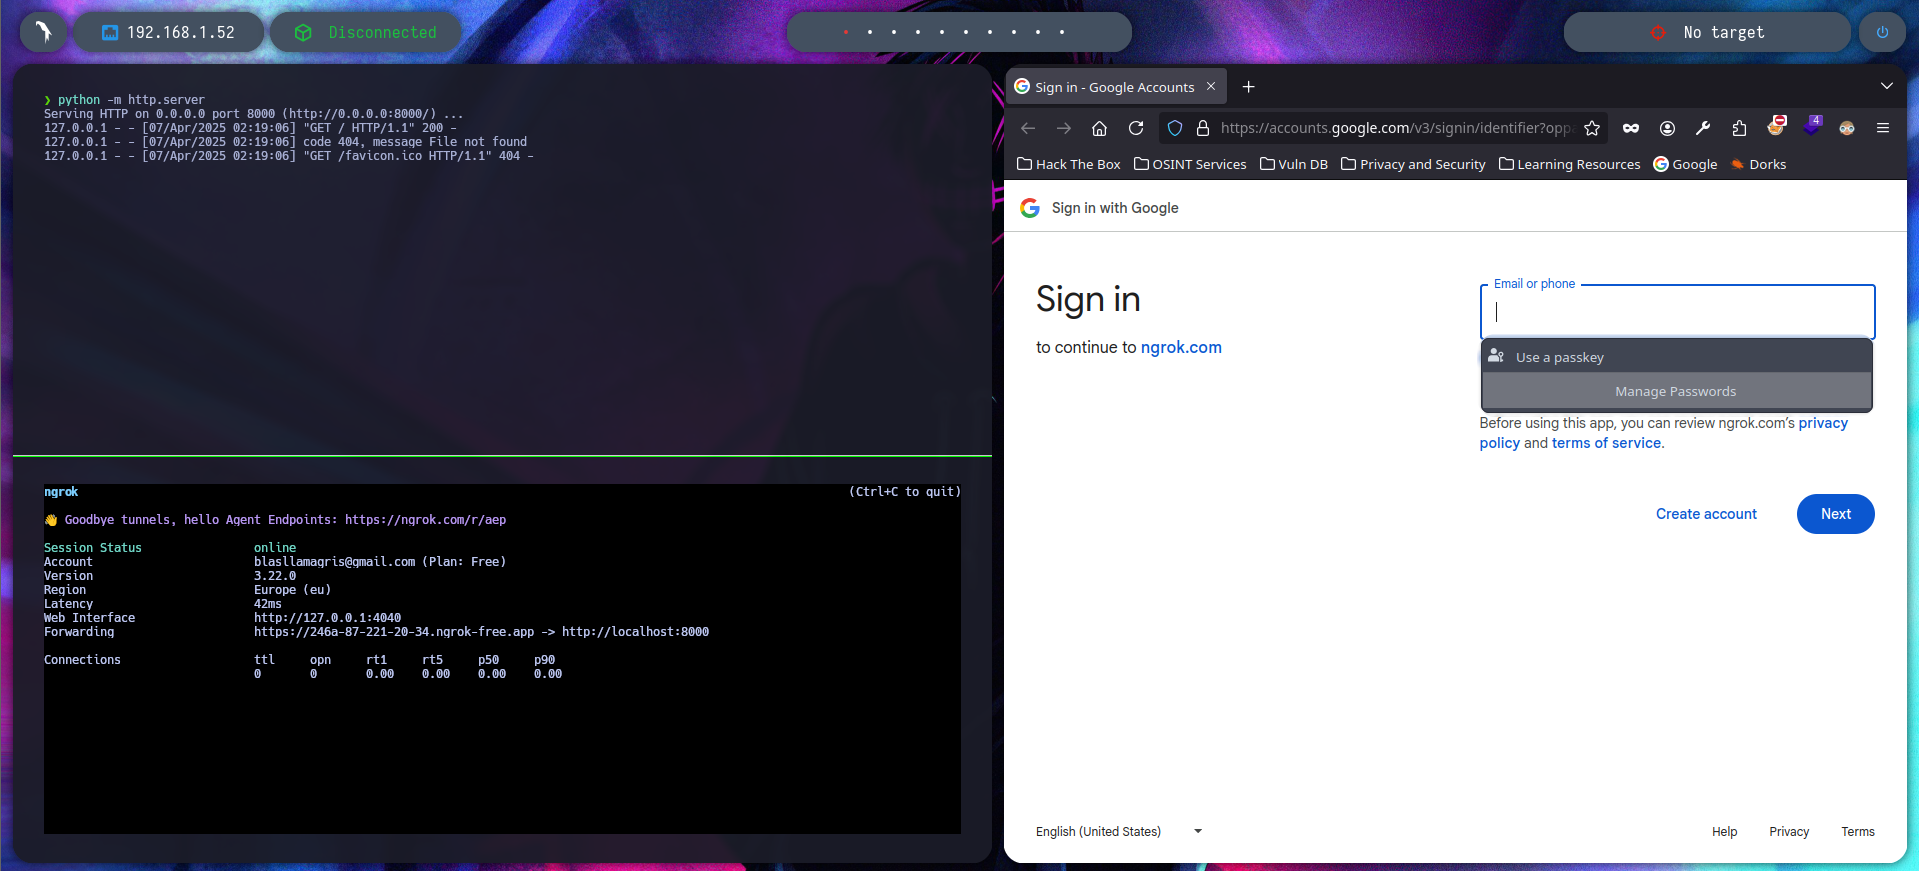 192.168.1.52
Disconnected
No target
❯ python -m http.server
Serving HTTP on 0.0.0.0 port 8000 (http://0.0.0.0:8000/) ...
127.0.0.1 - - [07/Apr/2025 02:19:06] "GET / HTTP/1.1" 200 -
127.0.0.1 - - [07/Apr/2025 02:19:06] code 404, message File not found
127.0.0.1 - - [07/Apr/2025 02:19:06] "GET /favicon.ico HTTP/1.1" 404 -
ngrok (Ctrl+C to quit)
👋 Goodbye tunnels, hello Agent Endpoints: https://ngrok.com/r/aep
Session Status online
Account blasllamagris@gmail.com (Plan: Free)
Version 3.22.0
Region Europe (eu)
Latency 42ms
Web Interface http://127.0.0.1:4040
Forwarding https://246a-87-221-20-34.ngrok-free.app -> http://localhost:8000
Connections ttl opn rt1 rt5 p50 p90
0 0 0.00 0.00 0.00 0.00
Sign in - Google Accounts
https://accounts.google.com/v3/signin/identifier?oppa
4
Hack The Box OSINT Services Vuln DB Privacy and Security Learning Resources Google Dorks
Sign in with Google
Sign in
to continue to ngrok.com
Email or phone
Use a passkey
Manage Passwords
Before using this app, you can review ngrok.com's privacy
policy and terms of service.
Create account Next
English (United States)
Help Privacy Terms